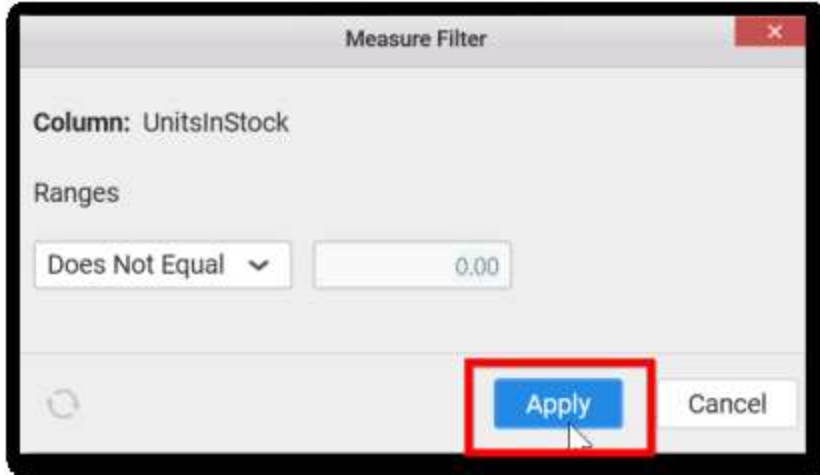 Measure Filter
Column: UnitsInStock
Ranges
Does Not Equal 0.00
Apply Cancel